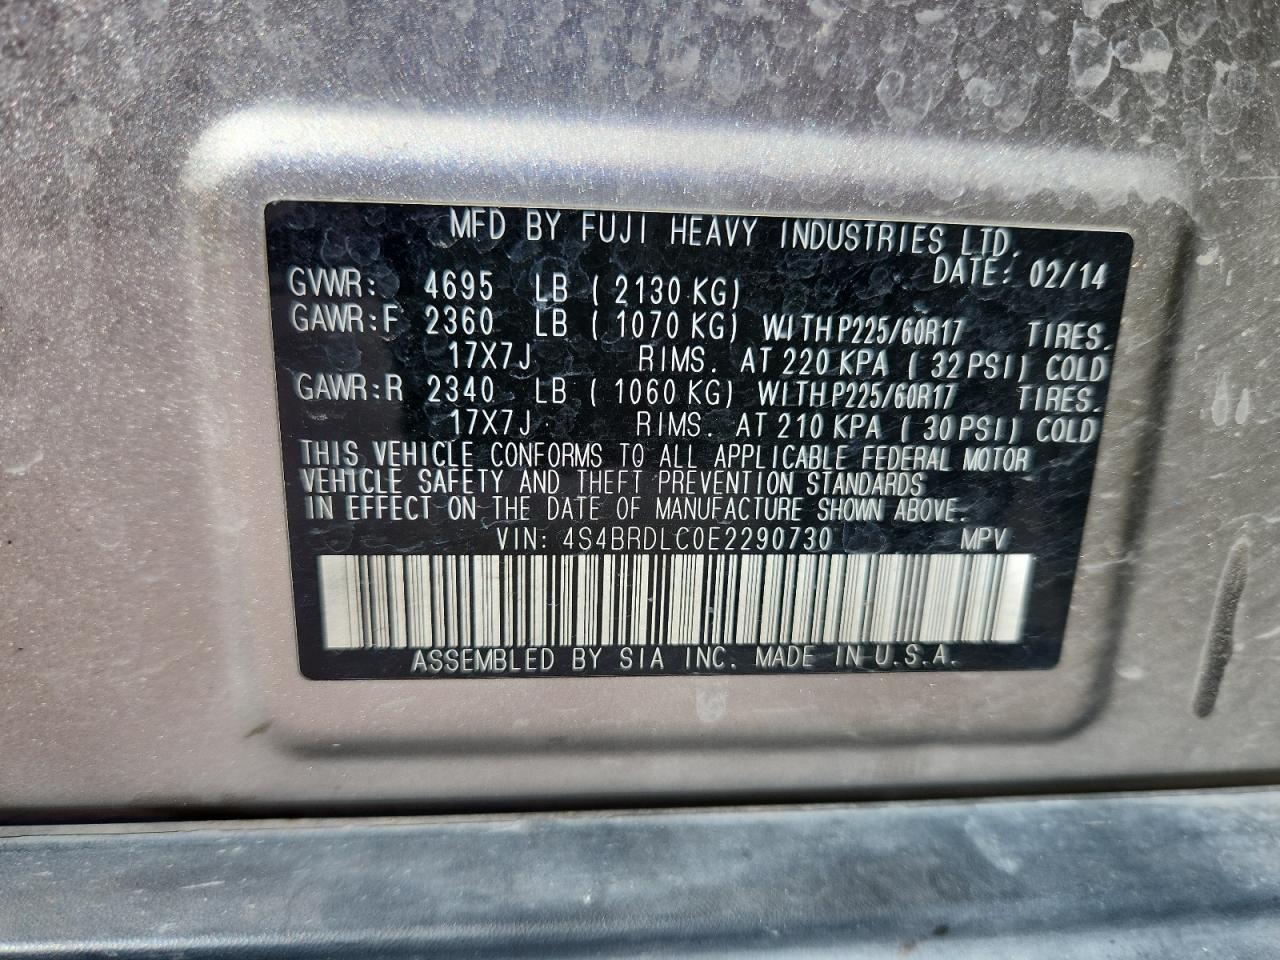 MFD BY FUJI HEAVY INDUSTRIES LTD.
DATE: 02/14
GVWR: 4695 LB ( 2130 KG)
GAWR:F 2360 LB ( 1070 KG) WITH P225/60R17 TIRES.
17X7J RIMS. AT 220 KPA ( 32 PSI) COLD
GAWR:R 2340 LB ( 1060 KG) WITH P225/60R17 TIRES.
17X7J RIMS. AT 210 KPA ( 30 PSI) COLD
THIS VEHICLE CONFORMS TO ALL APPLICABLE FEDERAL MOTOR
VEHICLE SAFETY AND THEFT PREVENTION STANDARDS
IN EFFECT ON THE DATE OF MANUFACTURE SHOWN ABOVE.
VIN: 4S4BRDLC0E2290730 MPV
ASSEMBLED BY SIA INC. MADE IN U.S.A.